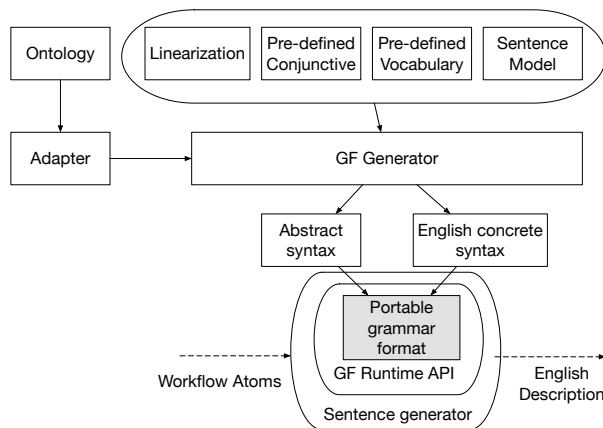 Ontology
Linearization
Pre-defined
Conjunctive
Pre-defined
Vocabulary
Sentence
Model
Adapter
GF Generator
Abstract
syntax
English concrete
syntax
Portable
grammar
format
GF Runtime API
Workflow Atoms
English
Description
Sentence generator